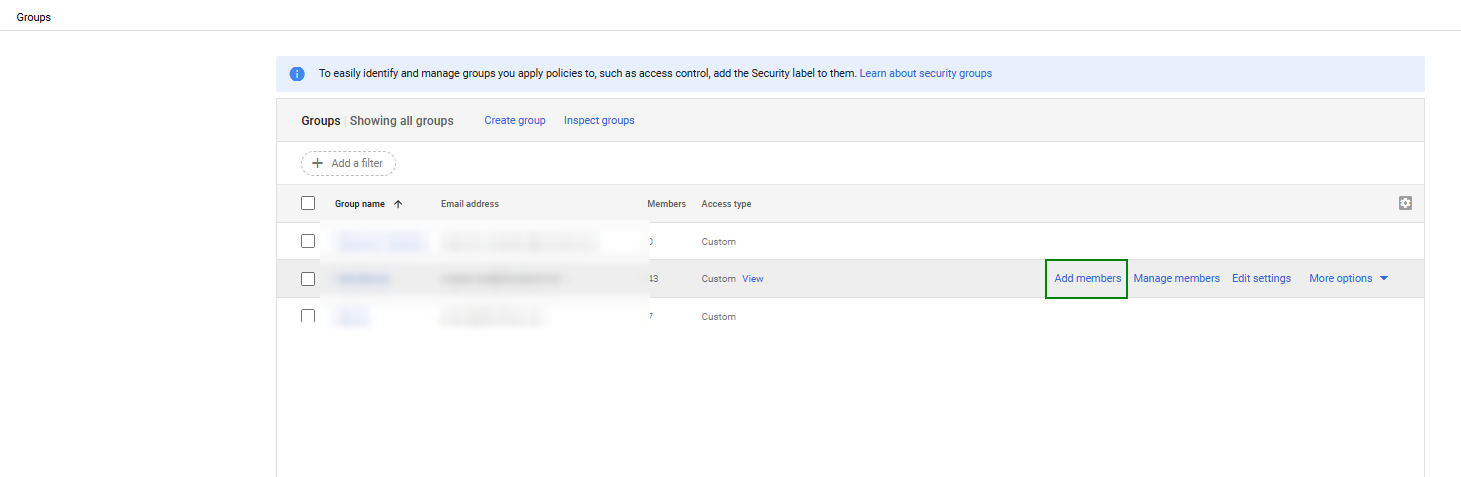 Groups
To easily identify and manage groups you apply policies to, such as access control, add the Security label to them. Learn about security groups
Groups | Showing all groups Create group Inspect groups
Add a filter
Group name Email address Members Access type
Custom
Custom View Add members Manage members Edit settings More options
Custom